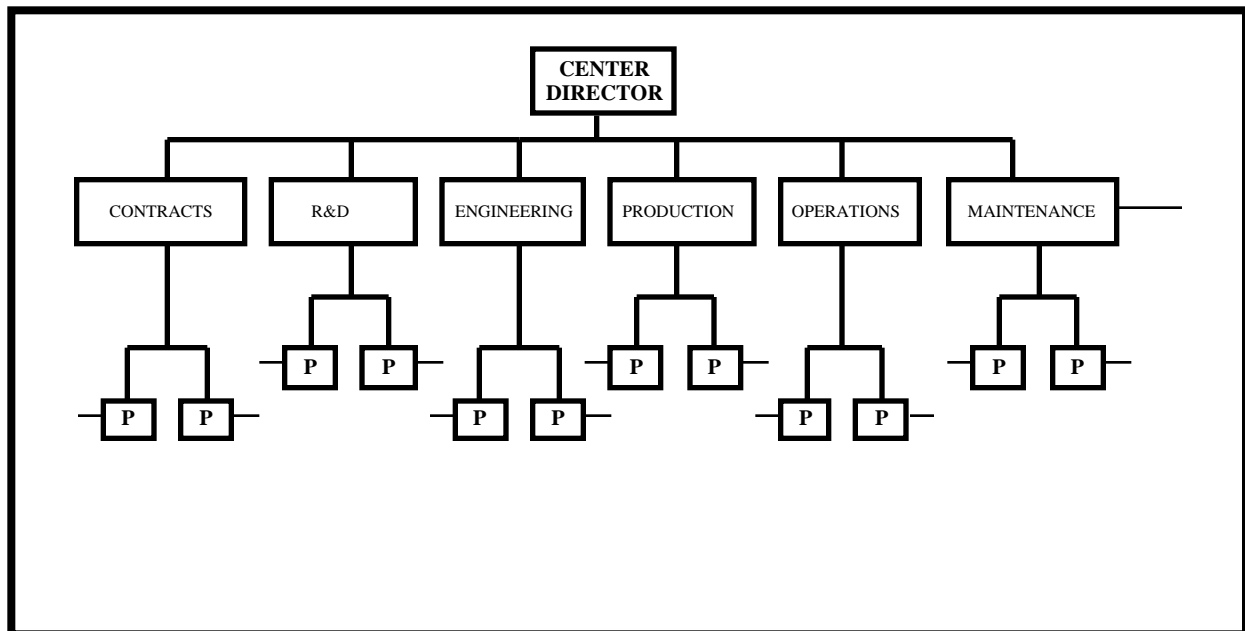 CENTER
DIRECTOR
CONTRACTS
R&D
ENGINEERING
PRODUCTION
OPERATIONS
MAINTENANCE
P
P
P
P
P
P
P
P
P
P
P
P